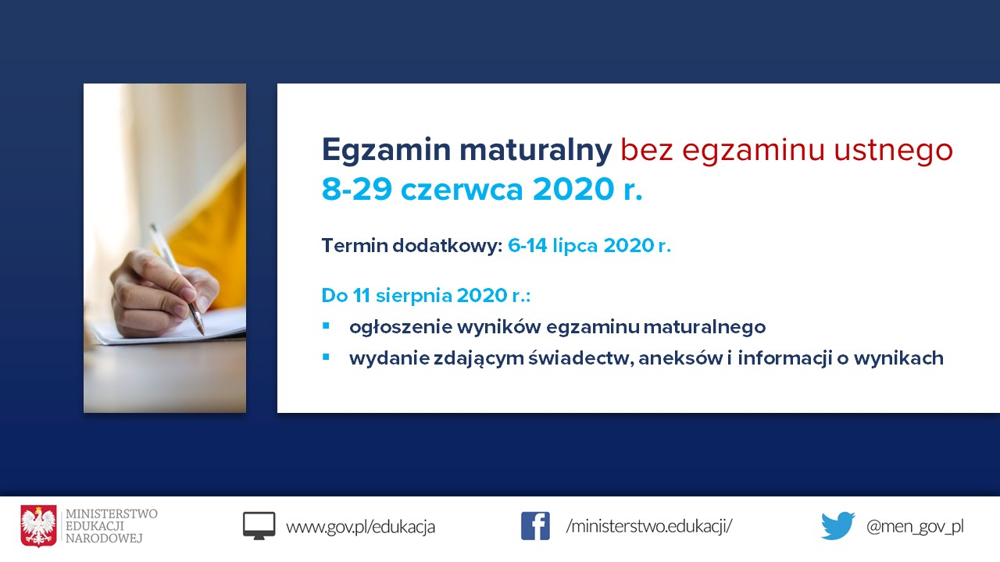 Egzamin maturalny bez egzaminu ustnego
8-29 czerwca 2020 r.
Termin dodatkowy: 6-14 lipca 2020 r.
Do 11 sierpnia 2020 r.:
▪ ogłoszenie wyników egzaminu maturalnego
▪ wydanie zdającym świadectw, aneksów i informacji o wynikach
MINISTERSTWO
EDUKACJI
NARODOWEJ
www.gov.pl/edukacja
/ministerstwo.edukacji/
@men_gov_pl